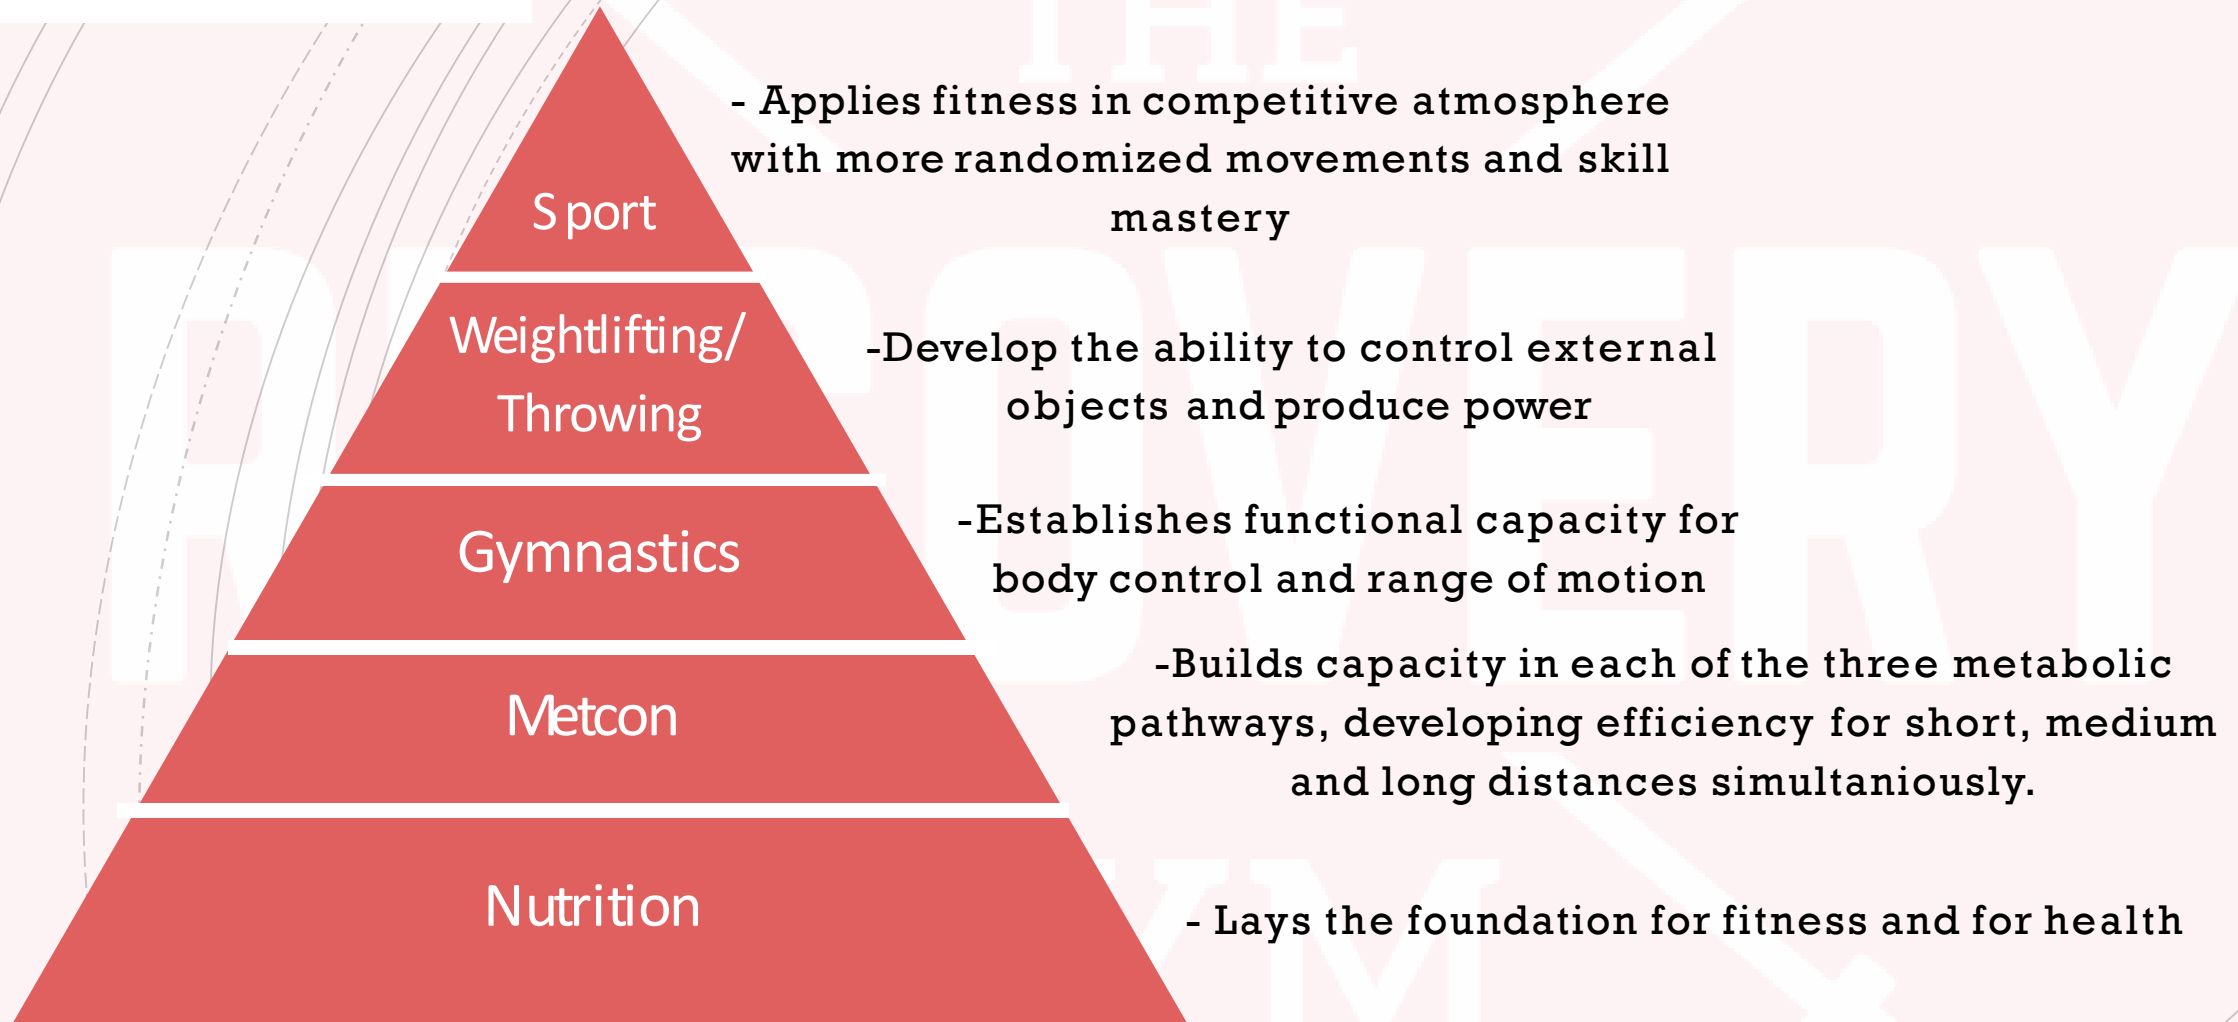 THE
- Applies fitness in competitive atmosphere
with more randomized movements and skill
mastery
Sport
RECOVERY
Weightlifting/
Throwing
-Develop the ability to control external
objects and produce power
Gymnastics
-Establishes functional capacity for
body control and range of motion
Metcon
-Builds capacity in each of the three metabolic
pathways, developing efficiency for short, medium
and long distances simultaniously.
Nutrition
- Lays the foundation for fitness and for health